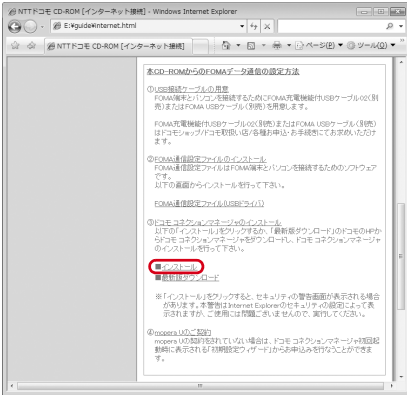 NTTドコモ CD-ROM [インターネット接続] - Windows Internet Explorer
E:¥guide¥internet.html
NTTドコモ CD-ROM [インターネット接続]
ページ(P)
ツール(O)
本CD-ROMからのFOMAデータ通信の設定方法
①USB接続ケーブルの用意
FOMA端末とパソコンを接続するためにFOMA充電機能付USBケーブル02(別
売)またはFOMA USBケーブル(別売)を用意します。
FOMA充電機能付USBケーブル02(別売)またはFOMA USBケーブル(別売)
はドコモショップ/ドコモ取扱い店/各種お申込・お手続きにてお求めいただけ
ます。
②FOMA通信設定ファイルのインストール
FOMA通信設定ファイルはFOMA端末とパソコンを接続するためのソフトウェア
です。
以下の画面からインストールを行って下さい。
FOMA通信設定ファイル(USBドライバ)
③ドコモ コネクションマネージャのインストール
以下の「インストール」をクリックするか、「最新版ダウンロード」のドコモのHPか
らドコモ コネクションマネージャをダウンロードし、ドコモ コネクションマネージャ
のインストールを行って下さい。
■インストール
■最新版ダウンロード
※「インストール」をクリックすると、セキュリティの警告画面が表示される場合
があります。本警告はInternet Explorerのセキュリティの設定によって表
示されますが、ご使用には問題ございませんので、実行してください。
④mopera Uのご契約
mopera Uの契約をされていない場合は、ドコモ コネクションマネージャ初回起
動時に表示される「初期設定ウィザード」からお申込みを行なうことができま
す。